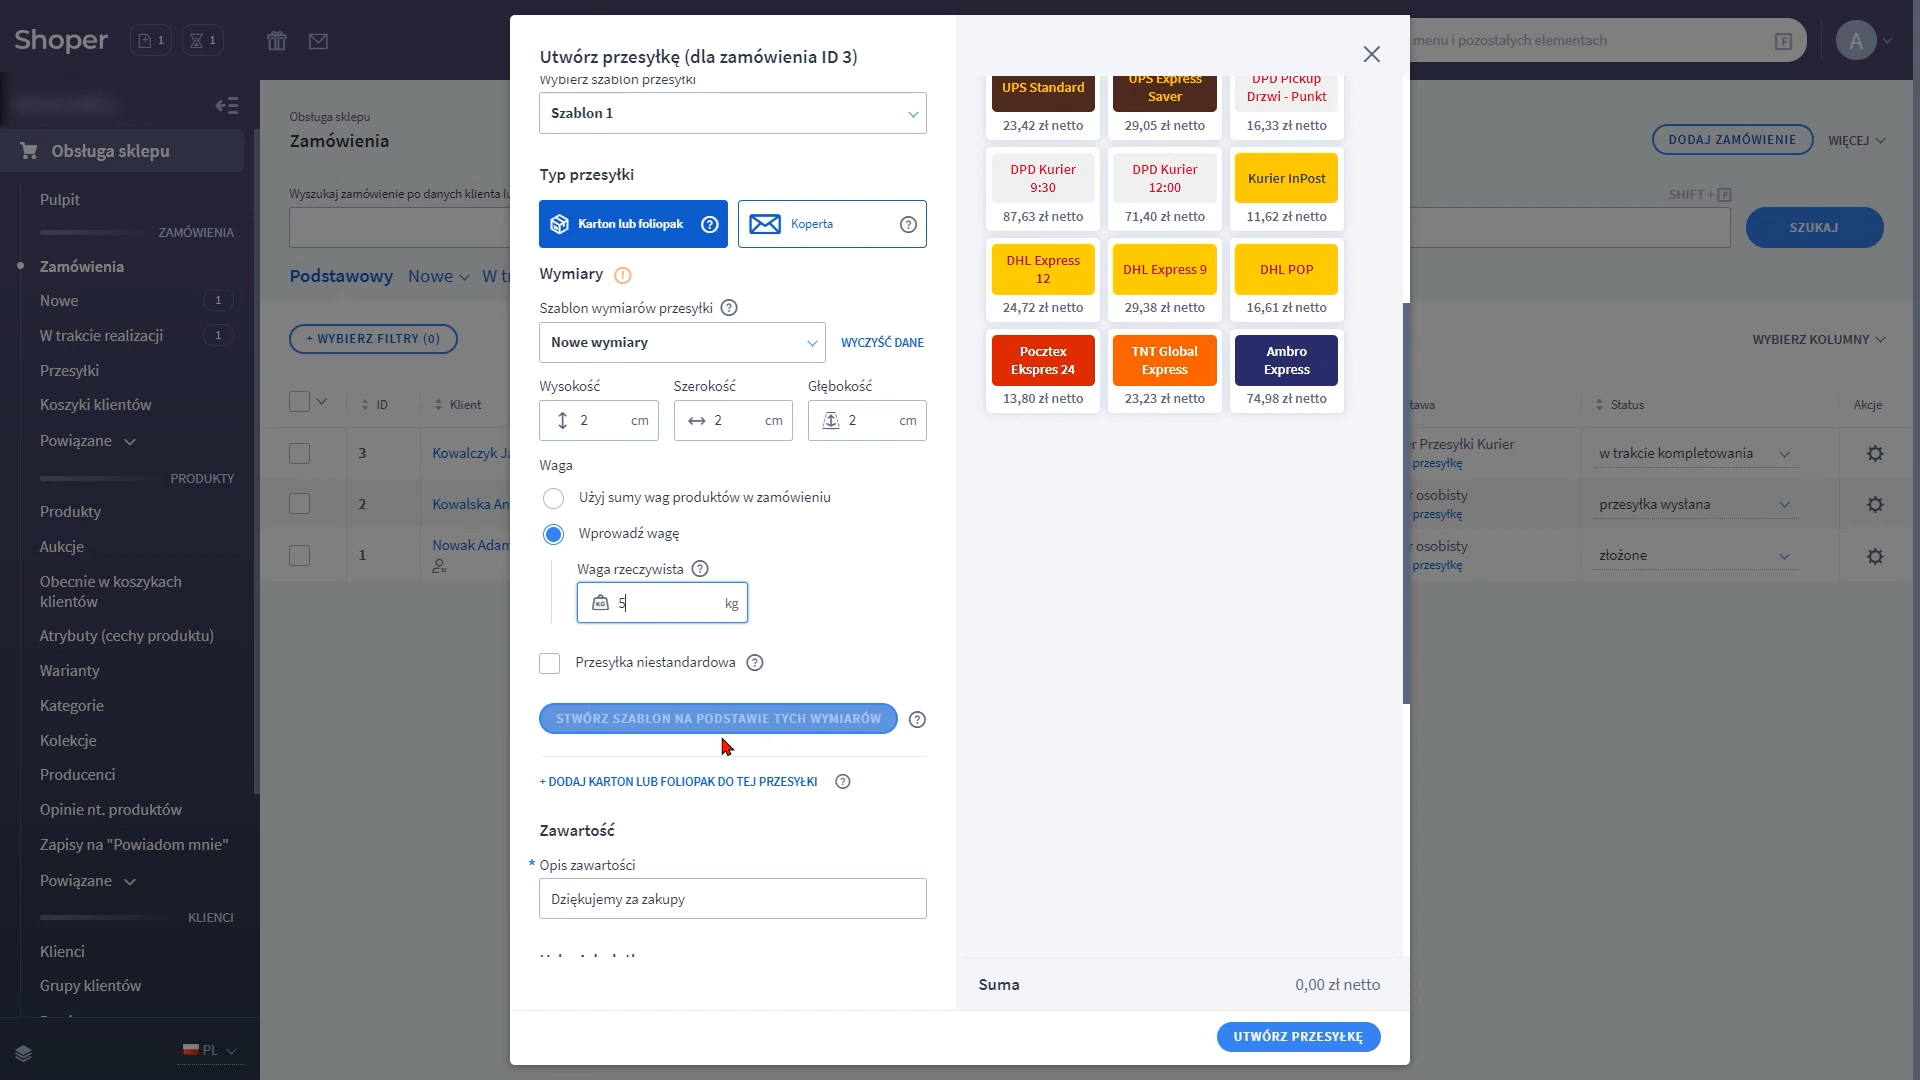 Shoper
1
1
menu i pozostałych elementach
F
A
Obsługa sklepu
Pulpit
ZAMÓWIENIA
Zamówienia
Nowe
1
W trakcie realizacji
1
Przesyłki
Koszyki klientów
Powiązane
PRODUKTY
Produkty
Aukcje
Obecnie w koszykach
klientów
Atrybuty (cechy produktu)
Warianty
Kategorie
Kolekcje
Producenci
Opinie nt. produktów
Zapisy na "Powiadom mnie"
Powiązane
KLIENCI
Klienci
Grupy klientów
PL
Obsługa sklepu
Zamówienia
DODAJ ZAMÓWIENIE
WIĘCEJ
Wyszukaj zamówienie po danych klienta lu
SHIFT + F
SZUKAJ
Podstawowy
Nowe
W tr
+ WYBIERZ FILTRY (0)
WYBIERZ KOLUMNY
ID
Klient
tawa
Status
Akcje
3
Kowalczyk Ja
er Przesyłki Kurier
przesyłkę
w trakcie kompletowania
2
Kowalska An
r osobisty
przesyłkę
przesyłka wysłana
1
Nowak Adam
r osobisty
przesyłkę
złożone
Utwórz przesyłkę (dla zamówienia ID 3)
Wybierz szablon przesyłki
Szablon 1
Typ przesyłki
Karton lub foliopak
?
Koperta
?
Wymiary
!
Szablon wymiarów przesyłki ?
Nowe wymiary
WYCZYŚĆ DANE
Wysokość
Szerokość
Głębokość
2 cm
2 cm
2 cm
Waga
Użyj sumy wag produktów w zamówieniu
Wprowadź wagę
Waga rzeczywista ?
KG 5 kg
Przesyłka niestandardowa ?
STWÓRZ SZABLON NA PODSTAWIE TYCH WYMIARÓW ?
+ DODAJ KARTON LUB FOLIOPAK DO TEJ PRZESYŁKI ?
Zawartość
* Opis zawartości
Dziękujemy za zakupy
UPS Standard
23,42 zł netto
UPS Express
Saver
29,05 zł netto
DPD Pickup
Drzwi - Punkt
16,33 zł netto
DPD Kurier
9:30
87,63 zł netto
DPD Kurier
12:00
71,40 zł netto
Kurier InPost
11,62 zł netto
DHL Express
12
24,72 zł netto
DHL Express 9
29,38 zł netto
DHL POP
16,61 zł netto
Pocztex
Ekspres 24
13,80 zł netto
TNT Global
Express
23,23 zł netto
Ambro
Express
74,98 zł netto
Suma
0,00 zł netto
UTWÓRZ PRZESYŁKĘ